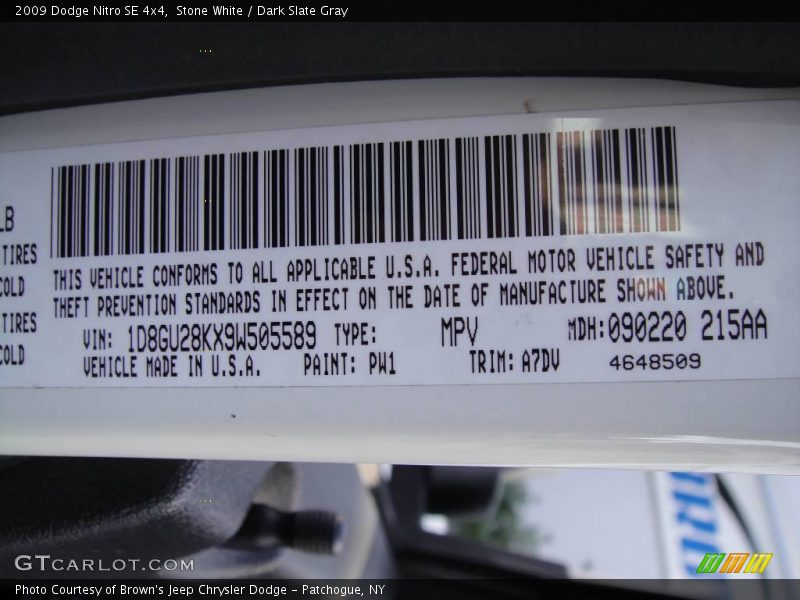 2009 Dodge Nitro SE 4x4,  Stone White / Dark Slate Gray
LB
TIRES
COLD
TIRES
COLD
THIS VEHICLE CONFORMS TO ALL APPLICABLE U.S.A. FEDERAL MOTOR VEHICLE SAFETY AND
THEFT PREVENTION STANDARDS IN EFFECT ON THE DATE OF MANUFACTURE SHOWN ABOVE.
VIN: 1D8GU28KX9W505589 TYPE: MPV MDH: 090220 215AA
VEHICLE MADE IN U.S.A. PAINT: PW1 TRIM: A7DV 4648509
GTCARLOT.COM
Photo Courtesy of Brown's Jeep Chrysler Dodge - Patchogue, NY